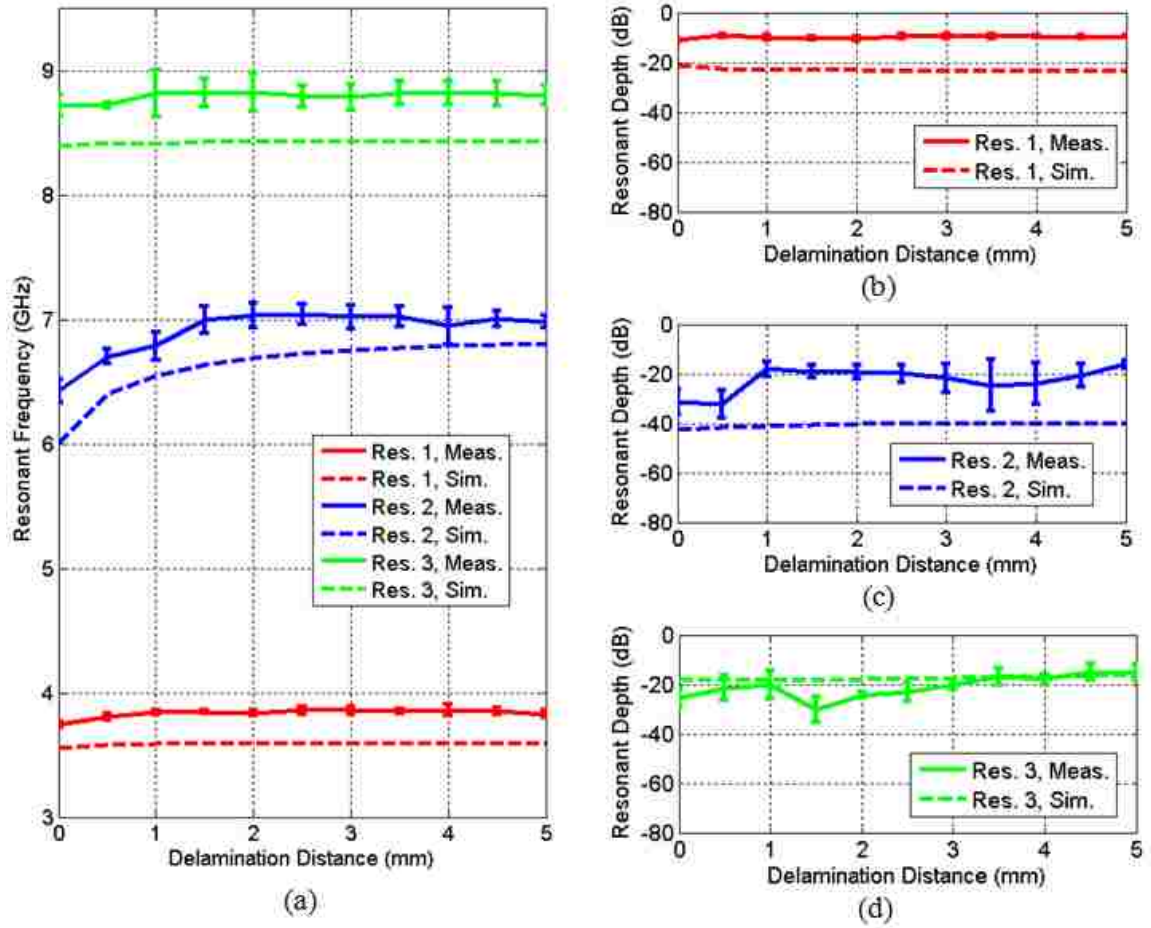 9
8
7
6
5
4
3
Resonant Frequency (GHz)
Res. 1, Meas.
Res. 1, Sim.
Res. 2, Meas.
Res. 2, Sim.
Res. 3, Meas.
Res. 3, Sim.
0 1 2 3 4 5
Delamination Distance (mm)
(a)
0
-20
-40
-60
-80
Resonant Depth (dB)
Res. 1, Meas.
Res. 1, Sim.
0 1 2 3 4 5
Delamination Distance (mm)
(b)
0
-20
-40
-60
-80
Resonant Depth (dB)
Res. 2, Meas.
Res. 2, Sim.
0 1 2 3 4 5
Delamination Distance (mm)
(c)
0
-20
-40
-60
-80
Resonant Depth (dB)
Res. 3, Meas.
Res. 3, Sim.
0 1 2 3 4 5
Delamination Distance (mm)
(d)